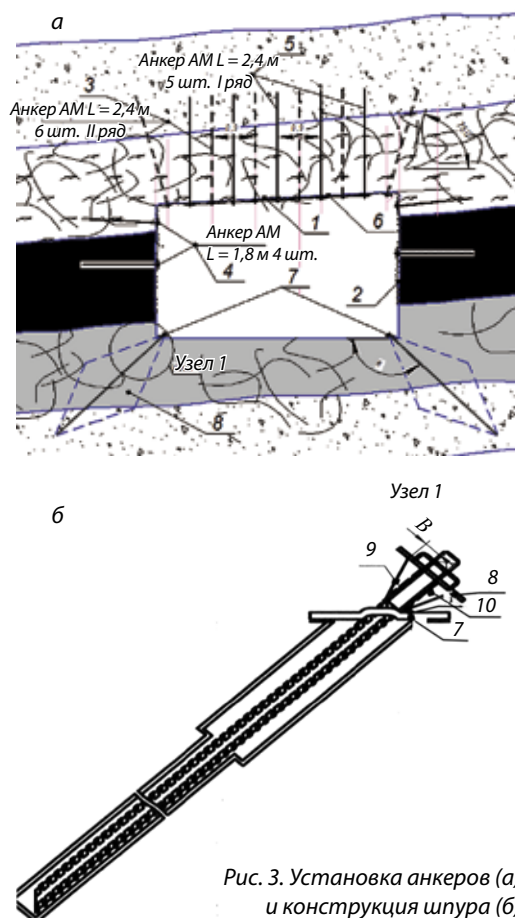 а
5
Анкер АМ L = 2,4 м
5 шт. I ряд
3
Анкер АМ L = 2,4 м
6 шт. II ряд
1
6
Анкер АМ
L = 1,8 м 4 шт.
4
7
2
Узел 1
8
Узел 1
б
В
9
8
10
7
Рис. 3. Установка анкеров (а)
и конструкция шпура (б)